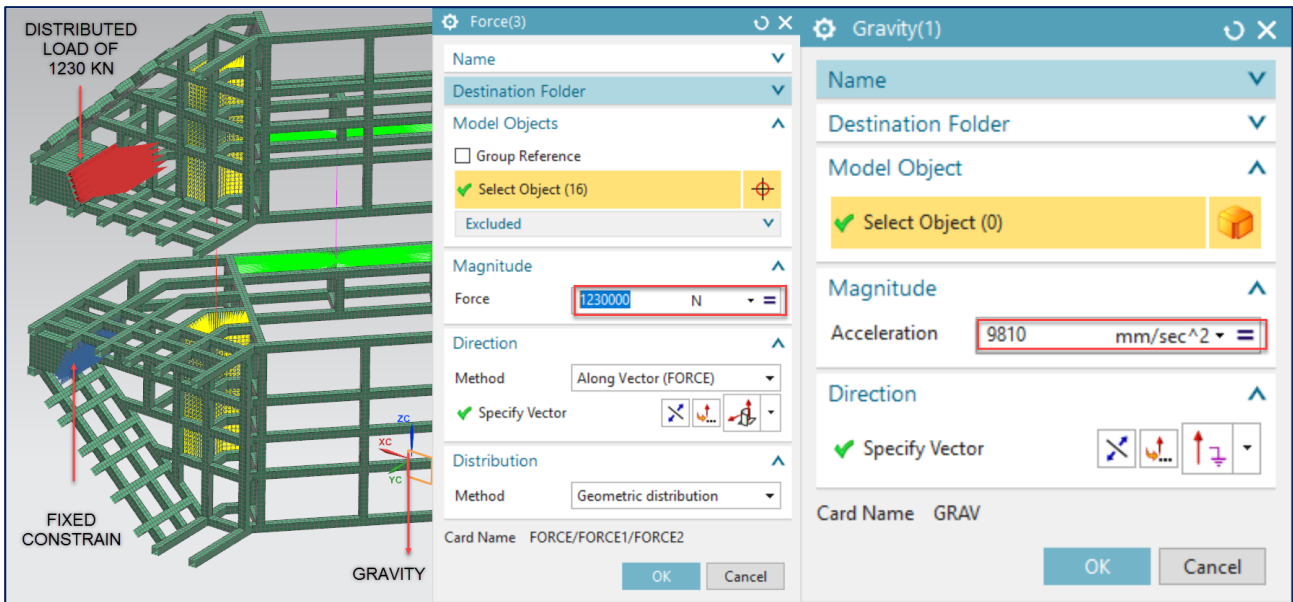 DISTRIBUTED
LOAD OF
1230 KN
ZC
XC
YC
FIXED
CONSTRAIN
GRAVITY
Force(3)
Name
Destination Folder
Model Objects
Group Reference
Select Object (16)
Excluded
Magnitude
Force 1230000 N
Direction
Method Along Vector (FORCE)
Specify Vector
Distribution
Method Geometric distribution
Card Name FORCE/FORCE1/FORCE2
OK Cancel
Gravity(1)
Name
Destination Folder
Model Object
Select Object (0)
Magnitude
Acceleration 9810 mm/sec^2
Direction
Specify Vector
Card Name GRAV
OK Cancel